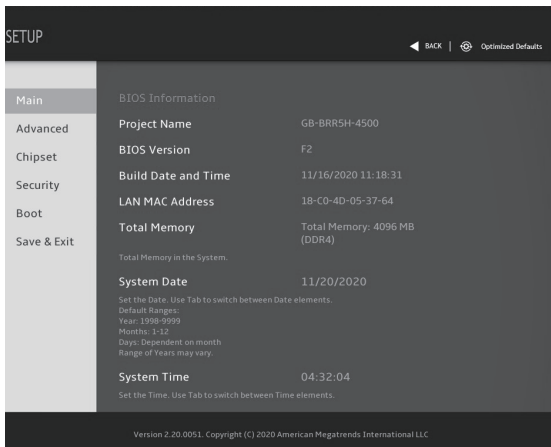 SETUP
BACK | Optimized Defaults
Main
Advanced
Chipset
Security
Boot
Save & Exit
BIOS Information
Project Name GB-BRR5H-4500
BIOS Version F2
Build Date and Time 11/16/2020 11:18:31
LAN MAC Address 18-C0-4D-05-37-64
Total Memory Total Memory: 4096 MB
(DDR4)
Total Memory in the System.
System Date 11/20/2020
Set the Date. Use Tab to switch between Date elements.
Default Ranges:
Year: 1998-9999
Months: 1-12
Days: Dependent on month
Range of Years may vary.
System Time 04:32:04
Set the Time. Use Tab to switch between Time elements.
Version 2.20.0051. Copyright (C) 2020 American Megatrends International LLC